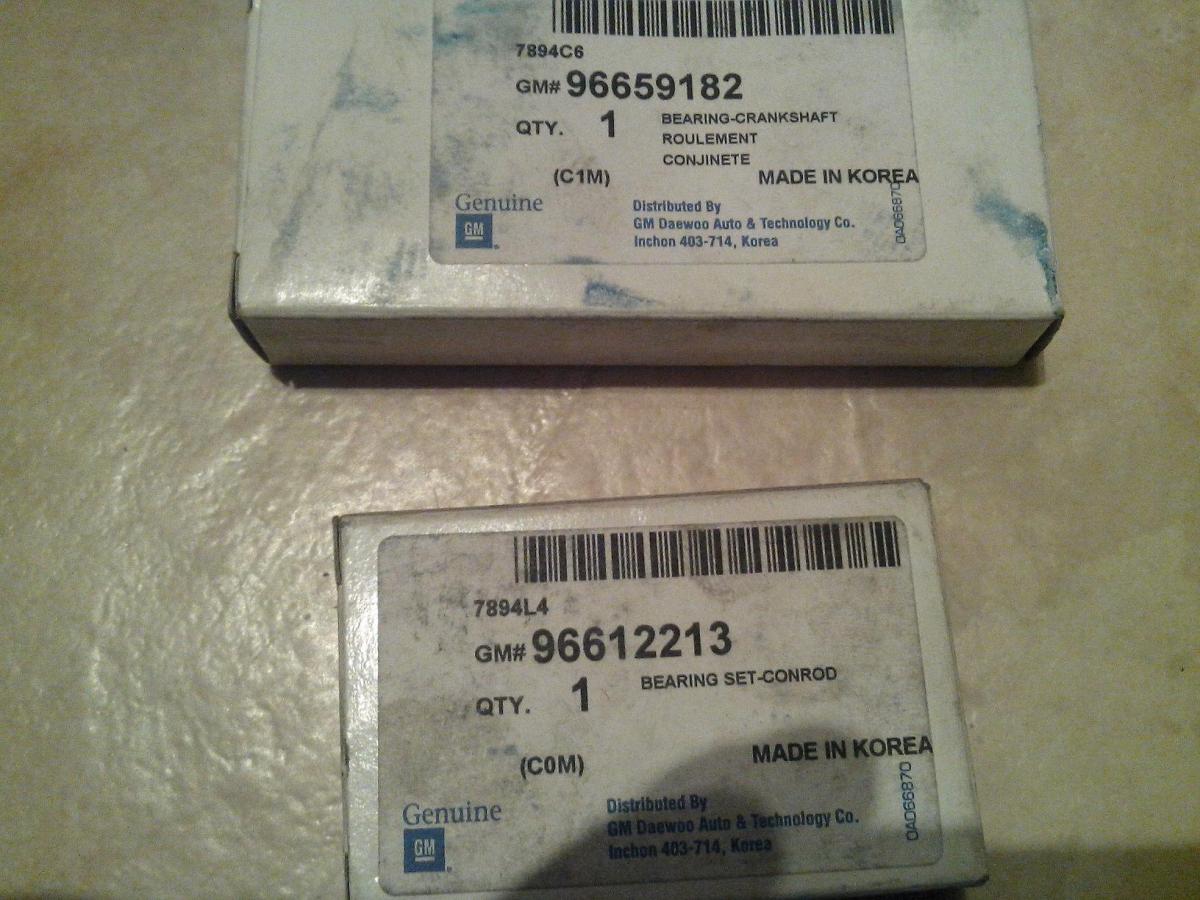 7894C6
GM# 96659182
QTY. 1 BEARING-CRANKSHAFT
ROULEMENT
CONJINETE
(C1M) MADE IN KOREA
Genuine
GM
Distributed By
GM Daewoo Auto & Technology Co.
Inchon 403-714, Korea
0AD66870
7894L4
GM# 96612213
QTY. 1 BEARING SET-CONROD
(C0M) MADE IN KOREA
Genuine
GM
Distributed By
GM Daewoo Auto & Technology Co.
Inchon 403-714, Korea
0AD66870